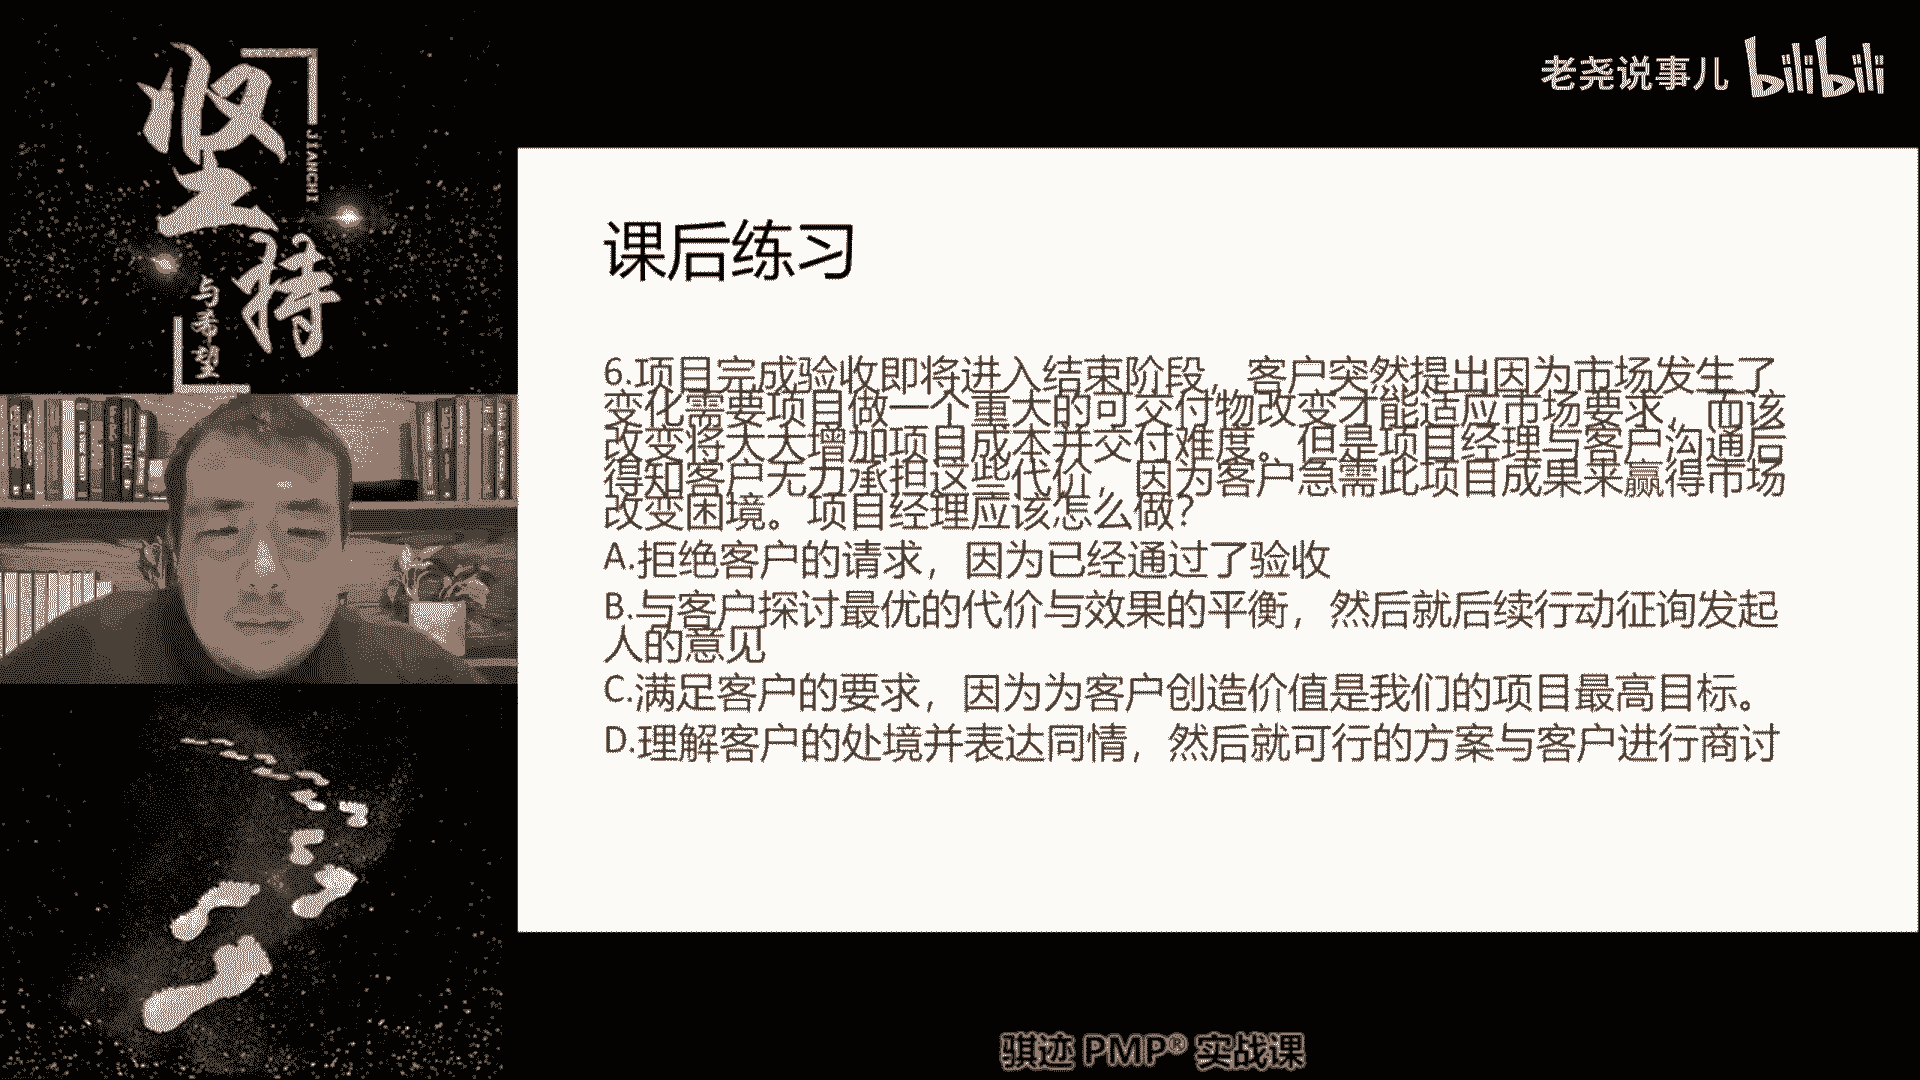 坚持
JIANCHI
与希望
老尧说事儿 bilibili
课后练习
6.项目完成验收即将进入结束阶段，客户突然提出因为市场发生了
变化需要项目做一个重大的可交付物改变才能适应市场要求，而该
改变将大大增加项目成本并交付难度。但是项目经理与客户沟通后
得知客户无力承担这些代价，因为客户急需此项目成果来赢得市场
改变困境。项目经理应该怎么做？
A.拒绝客户的请求，因为已经通过了验收
B.与客户探讨最优的代价与效果的平衡，然后就后续行动征询发起
人的意见
C.满足客户的要求，因为为客户创造价值是我们的项目最高目标。
D.理解客户的处境并表达同情，然后就可行的方案与客户进行商讨
骐迹 PMP® 实战课